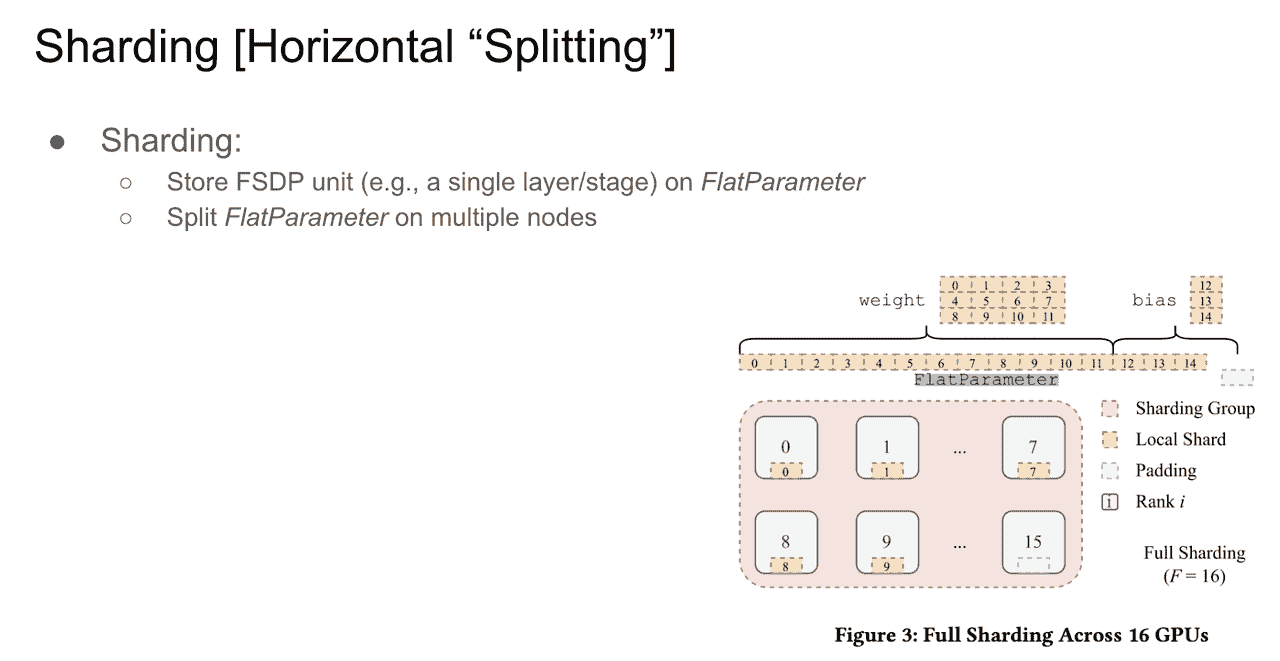 Sharding [Horizontal “Splitting”]
● Sharding:
○ Store FSDP unit (e.g., a single layer/stage) on FlatParameter
○ Split FlatParameter on multiple nodes
weight
0 1 2 3
4 5 6 7
8 9 10 11
bias
12
13
14
0 1 2 3 4 5 6 7 8 9 10 11 12 13 14
FlatParameter
0 1 ... 7
0 1 7
8 9 ... 15
8 9
Sharding Group
Local Shard
Padding
i Rank i
Full Sharding
(F = 16)
Figure 3: Full Sharding Across 16 GPUs